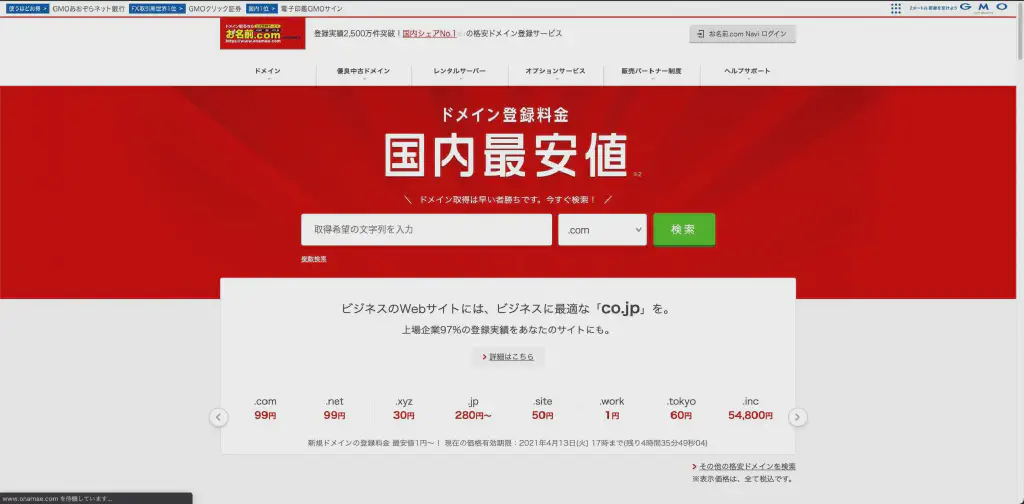 使うほどお得 > GMOあおぞらネット銀行 FX取引高世界1位 > GMOクリック証券 国内1位 > 電子印鑑GMOサイン
GMO
お名前.com
https://www.onamae.com
登録実績2,500万件突破!国内シェアNo.1 の格安ドメイン登録サービス
お名前.com Navi ログイン
ドメイン 優良中古ドメイン レンタルサーバー オプションサービス 販売パートナー制度 ヘルプサポート
ドメイン登録料金
国内最安値 ※2
\ ドメイン取得は早い者勝ちです。今すぐ検索! /
取得希望の文字列を入力 .com 検索
複数検索
ビジネスのWebサイトには、ビジネスに最適な「co.jp」を。
上場企業97%の登録実績をあなたのサイトにも。
> 詳細はこちら
.com .net .xyz .jp .site .work .tokyo .inc
99円 99円 30円 280円~ 50円 1円 60円 54,800円
新規ドメインの登録料金 最安値1円~! 現在の価格有効期限:2021年4月13日(火) 17時まで(残り4時間35分49秒04)
> その他の格安ドメインを検索
※表示価格は、全て税込です。
www.onamae.com を待機しています...